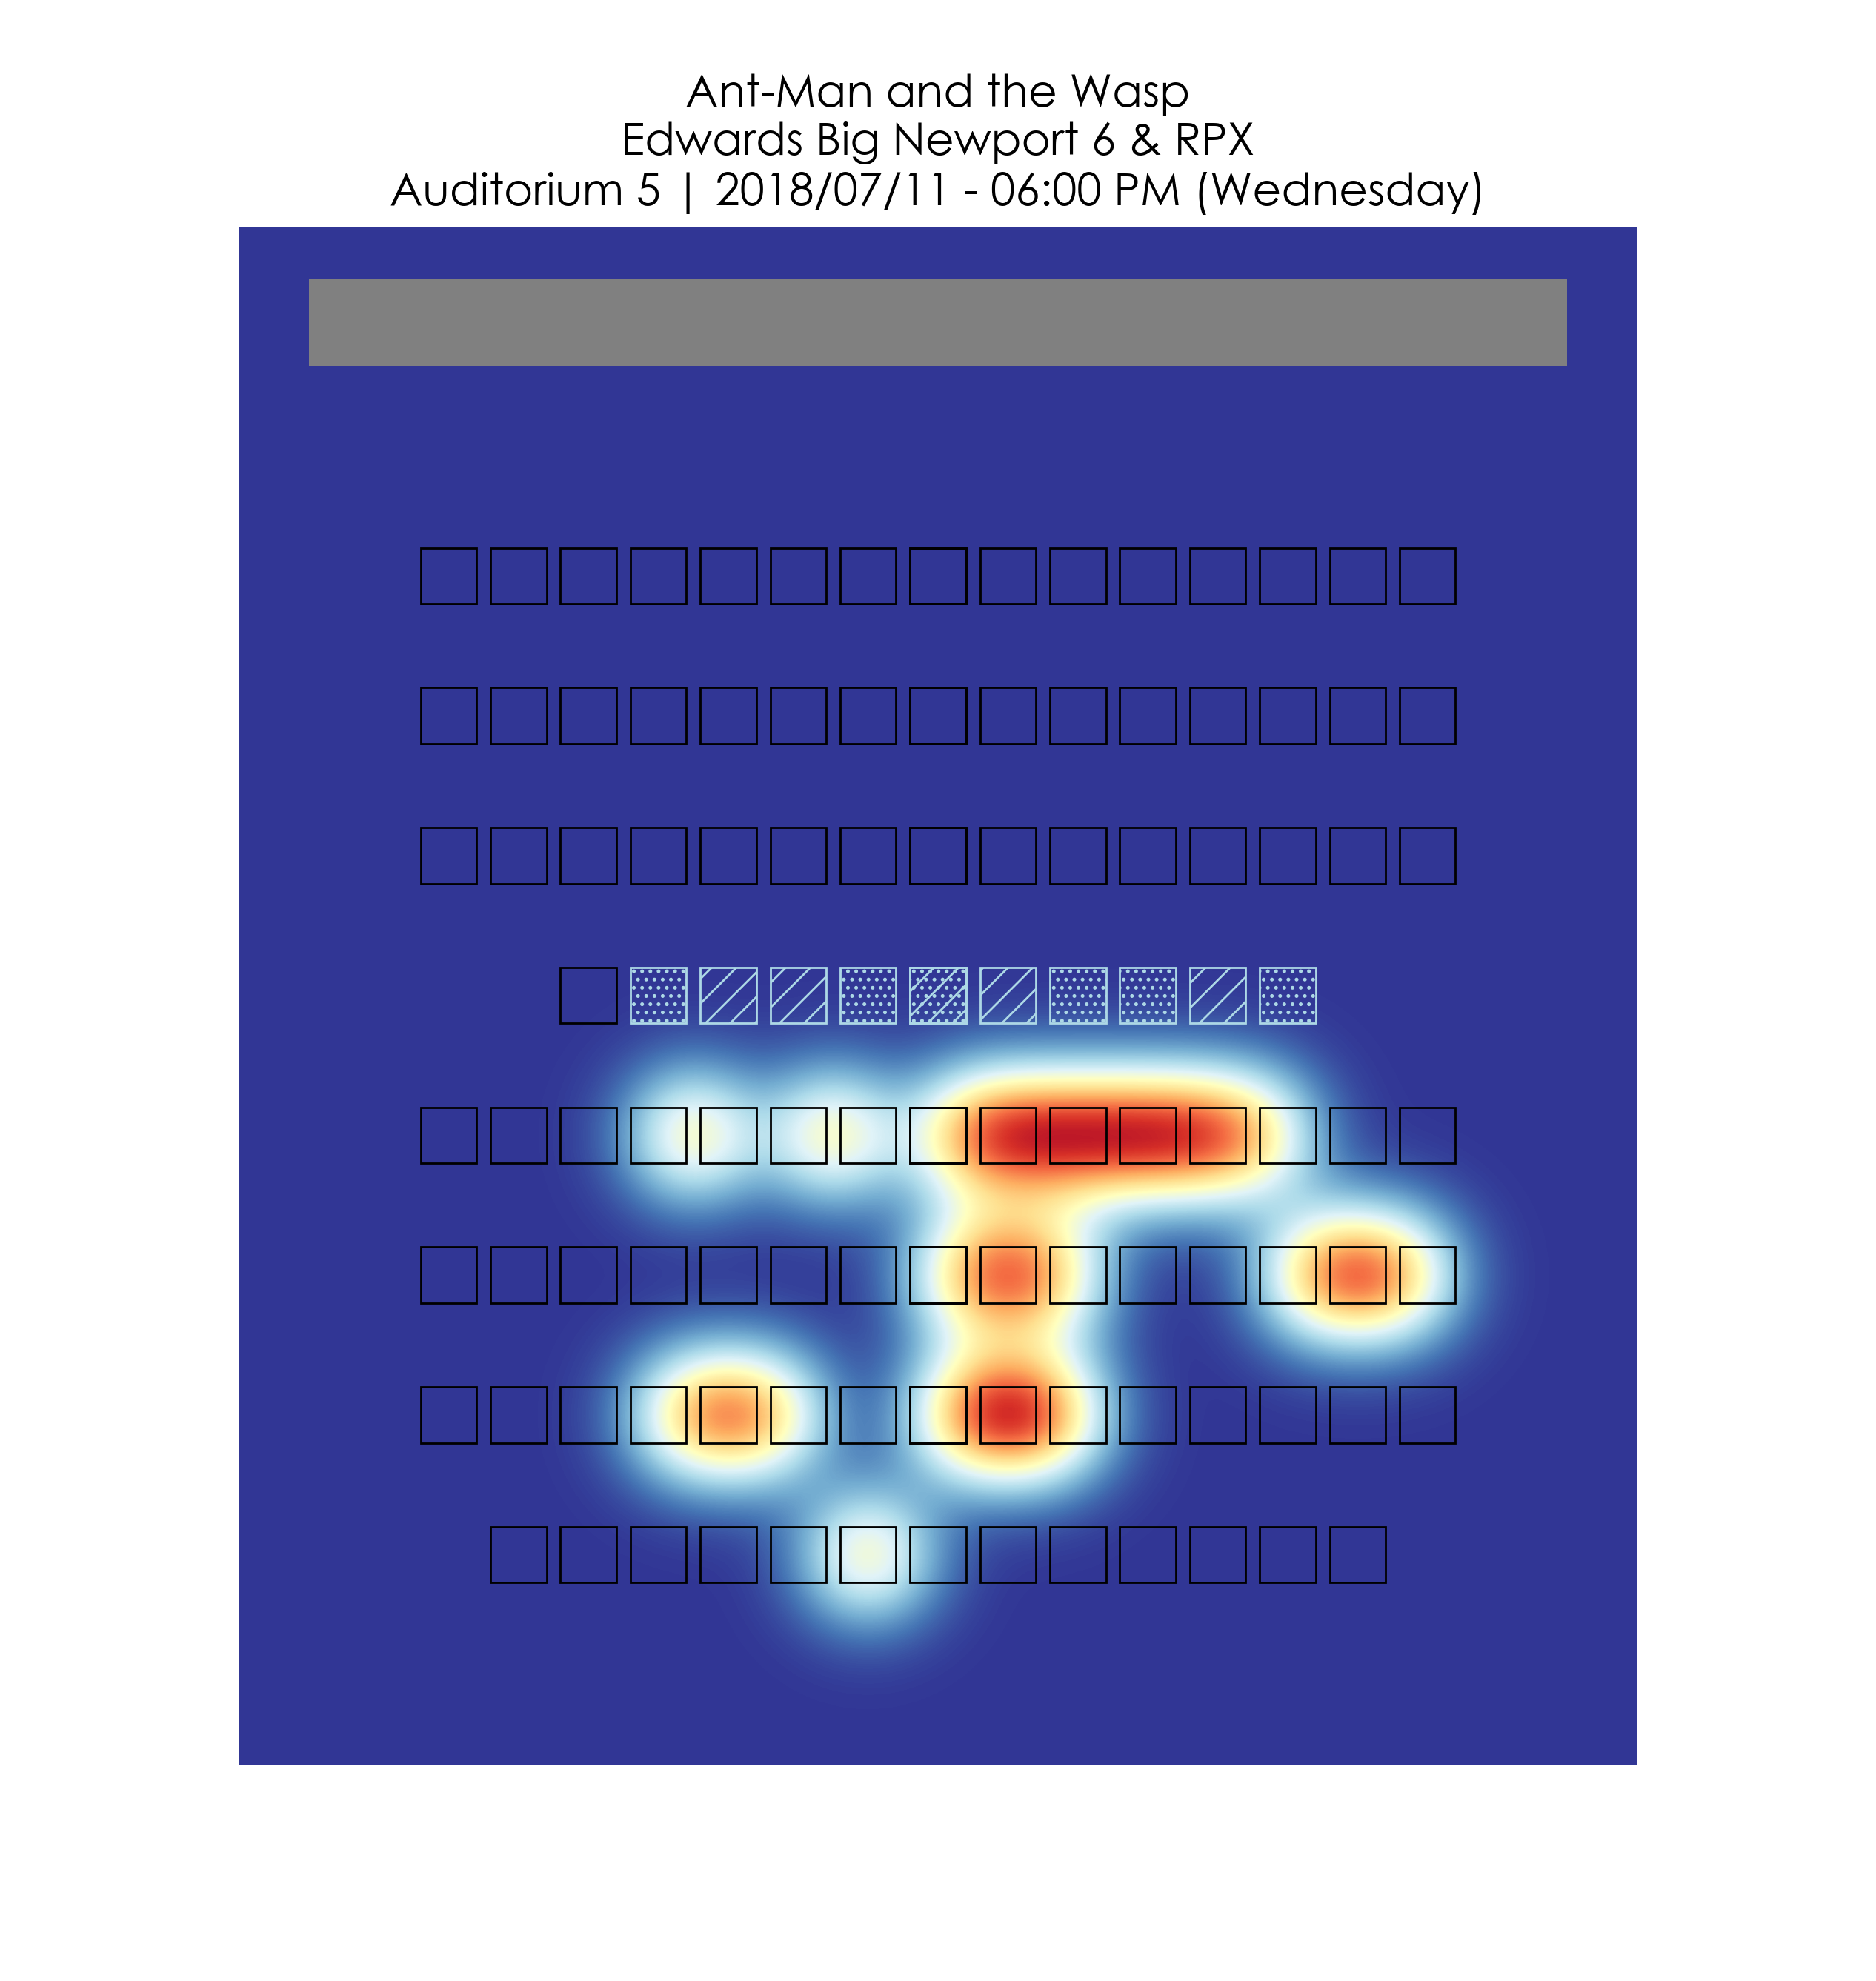 Ant-Man and the Wasp
Edwards Big Newport 6 & RPX
Auditorium 5 | 2018/07/11 - 06:00 PM (Wednesday)